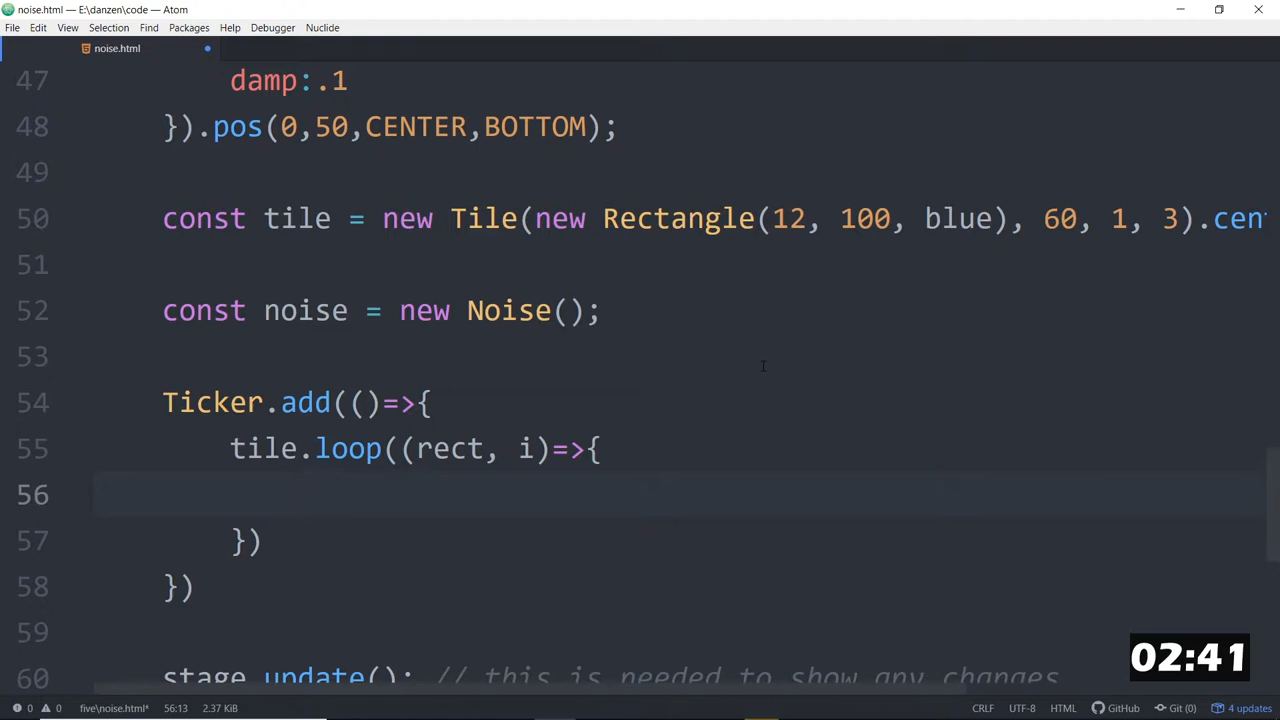 noise.html — E:\danzen\code — Atom
File Edit View Selection Find Packages Help Debugger Nuclide
noise.html
47 damp:.1
48 }).pos(0,50,CENTER,BOTTOM);
49
50 const tile = new Tile(new Rectangle(12, 100, blue), 60, 1, 3).cen
51
52 const noise = new Noise();
53
54 Ticker.add(()=>{
55 tile.loop((rect, i)=>{
56
57 })
58 })
59
60 stage.update(); // this is needed to show any changes
02:41
0 0 five\noise.html* 56:13 2.37 KiB CRLF UTF-8 HTML GitHub Git (0) 4 updates